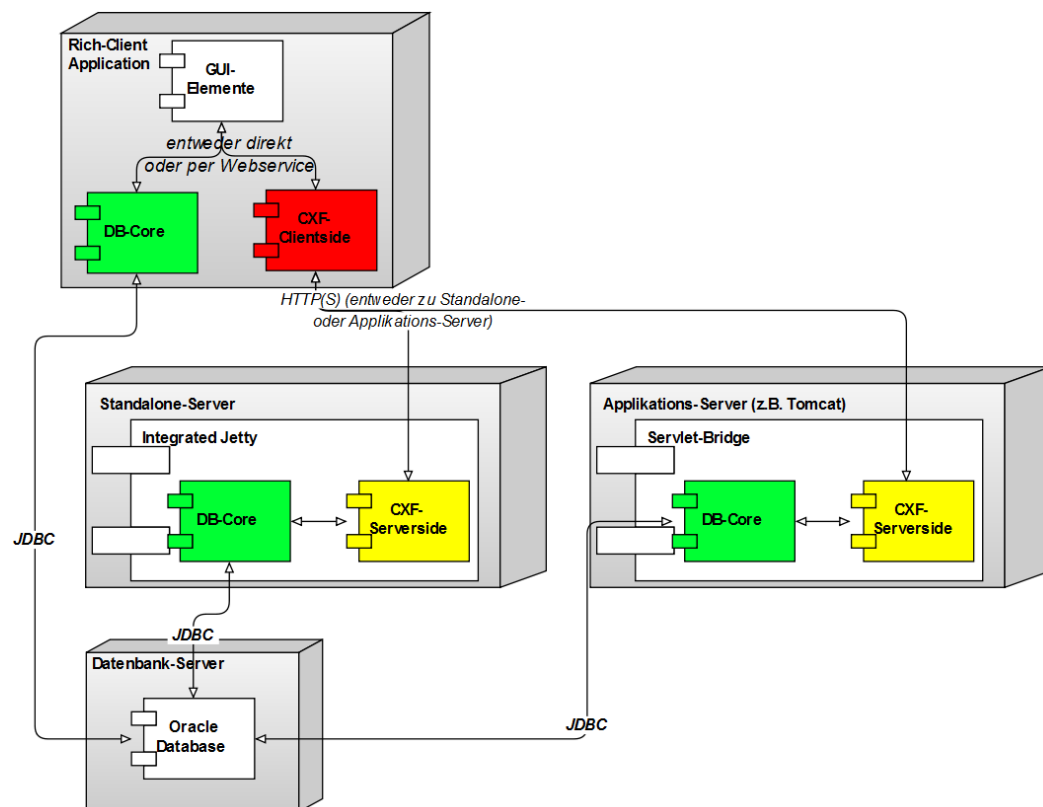 Rich-Client
Application
GUI-
Elemente
entweder direkt
oder per Webservice
DB-Core
CXF-
Clientside
HTTP(S) (entweder zu Standalone-
oder Applikations-Server)
Standalone-Server
Integrated Jetty
DB-Core
CXF-
Serverside
Applikations-Server (z.B. Tomcat)
Servlet-Bridge
DB-Core
CXF-
Serverside
JDBC
JDBC
Datenbank-Server
Oracle
Database
JDBC